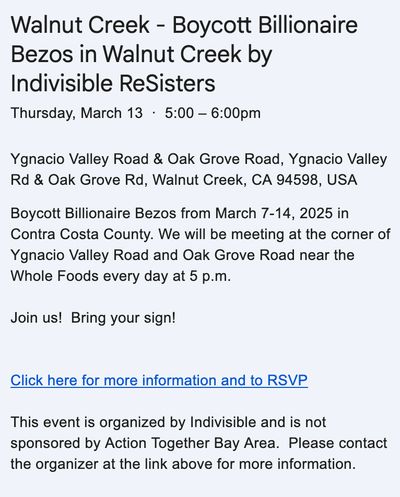 Walnut Creek - Boycott Billionaire
Bezos in Walnut Creek by
Indivisible ReSisters
Thursday, March 13 · 5:00 – 6:00pm
Ygnacio Valley Road & Oak Grove Road, Ygnacio Valley
Rd & Oak Grove Rd, Walnut Creek, CA 94598, USA
Boycott Billionaire Bezos from March 7-14, 2025 in
Contra Costa County. We will be meeting at the corner of
Ygnacio Valley Road and Oak Grove Road near the
Whole Foods every day at 5 p.m.
Join us!  Bring your sign!
Click here for more information and to RSVP
This event is organized by Indivisible and is not
sponsored by Action Together Bay Area.  Please contact
the organizer at the link above for more information.